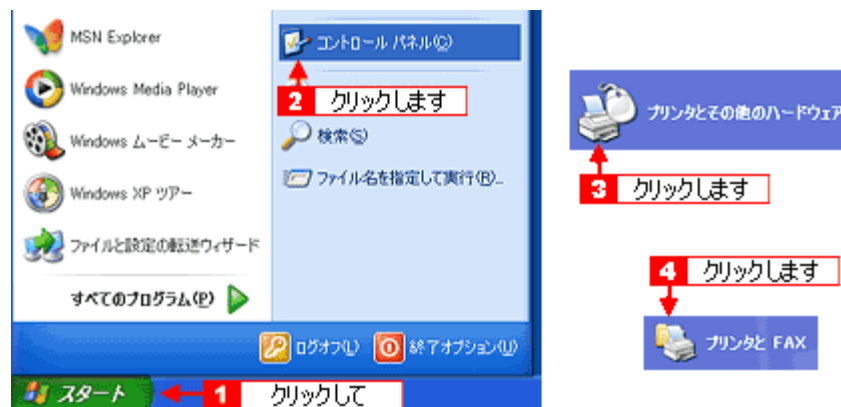 MSN Explorer
Windows Media Player
Windows ムービー メーカー
Windows XP ツアー
ファイルと設定の転送ウィザード
すべてのプログラム(P)
コントロール パネル(C)
2 クリックします
検索(S)
ファイル名を指定して実行(R)...
ログオフ(L)
終了オプション(U)
スタート
1 クリックして
プリンタとその他のハードウェア
3 クリックします
4 クリックします
プリンタと FAX